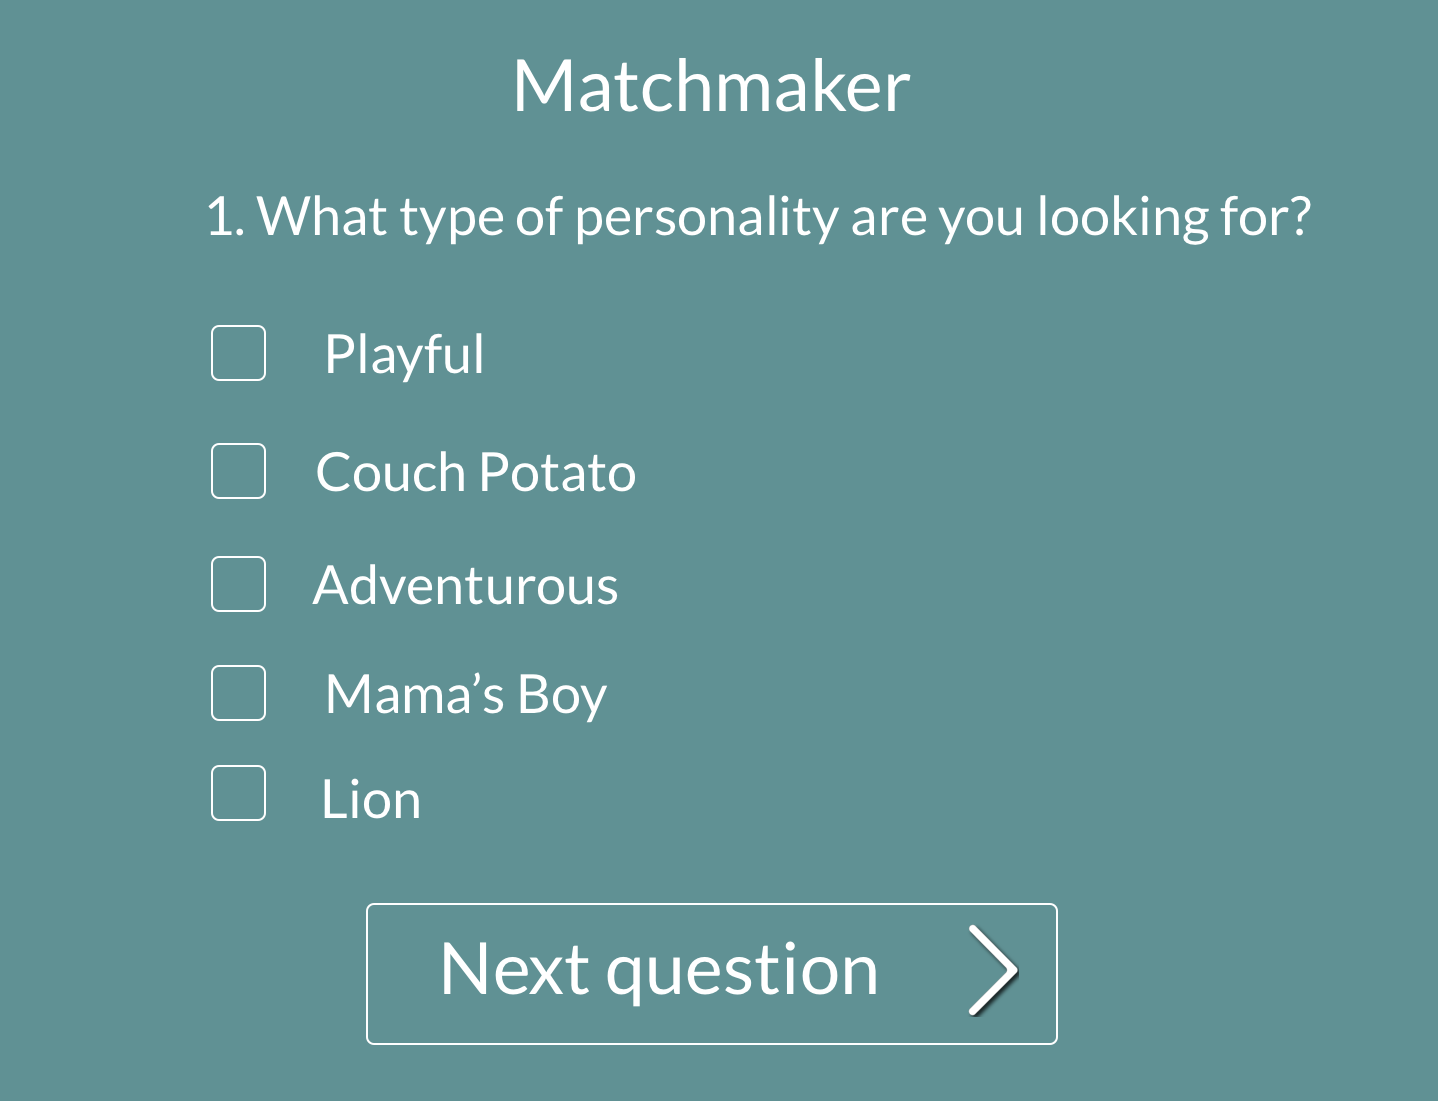 Matchmaker
1. What type of personality are you looking for?
Playful
Couch Potato
Adventurous
Mama’s Boy
Lion
Next question